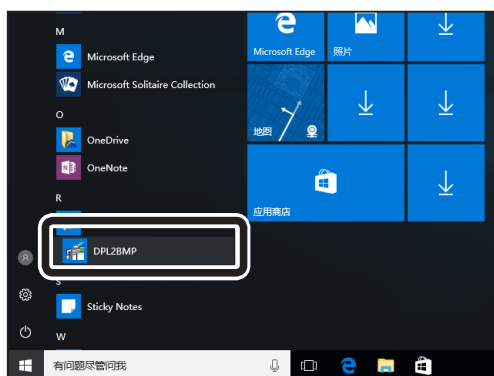 M
Microsoft Edge
Microsoft Solitaire Collection
O
OneDrive
OneNote
R
DPL2BMP
S
Sticky Notes
W
有问题尽管问我
Microsoft Edge
照片
地图
应用商店